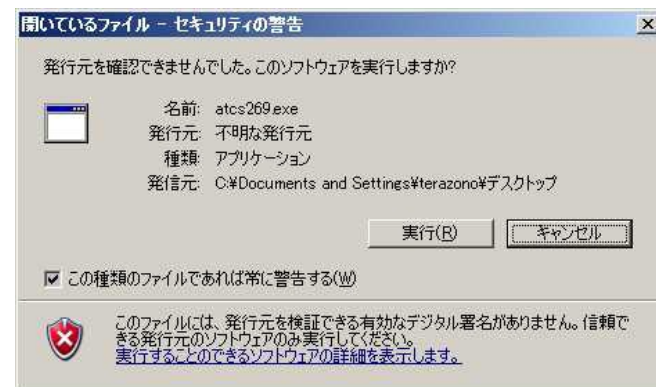 開いているファイル - セキュリティの警告
発行元を確認できませんでした。このソフトウェアを実行しますか?
名前: atcs269.exe
発行元: 不明な発行元
種類: アプリケーション
発信元: C:¥Documents and Settings¥terazono¥デスクトップ
実行(R) キャンセル
この種類のファイルであれば常に警告する(W)
このファイルには、発行元を検証できる有効なデジタル署名がありません。信頼で
きる発行元のソフトウェアのみ実行してください。
実行することのできるソフトウェアの詳細を表示します。